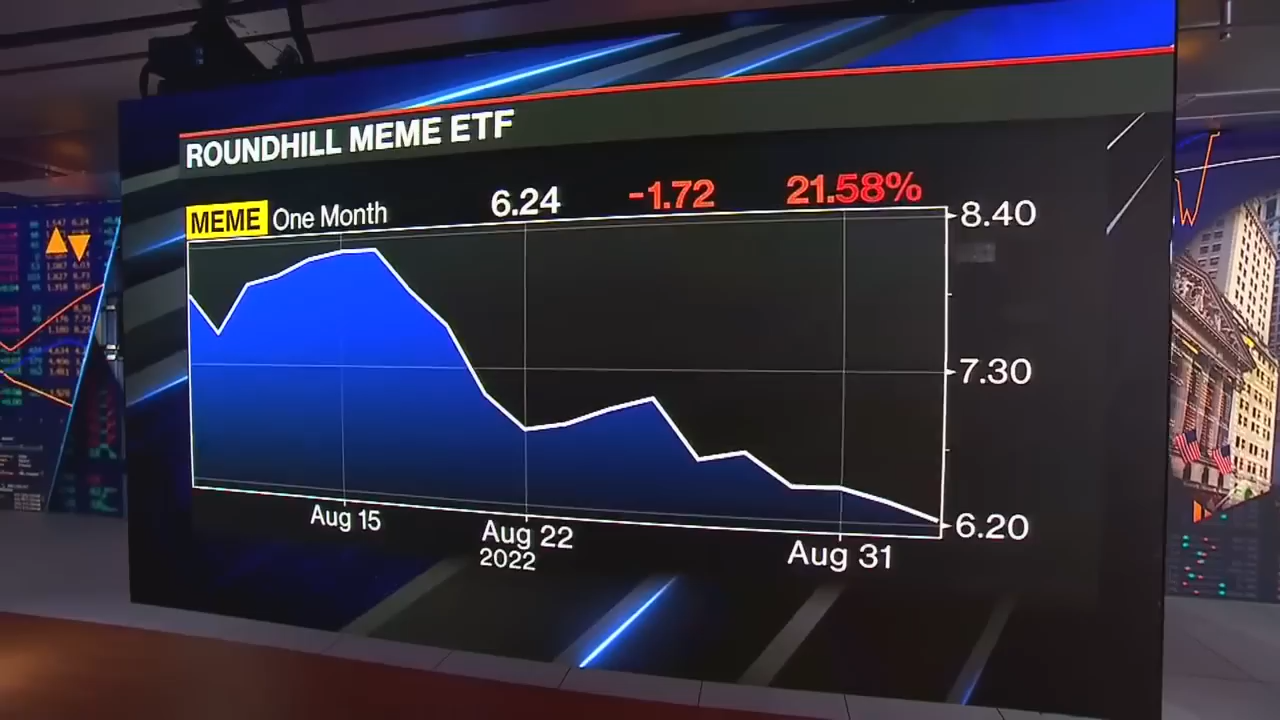 ROUNDHILL MEME ETF
MEME One Month 6.24 -1.72 21.58%
8.40
7.30
6.20
Aug 15 Aug 22 Aug 31
2022